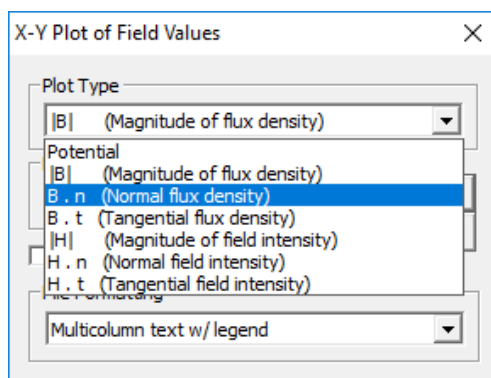 X-Y Plot of Field Values
Plot Type
|B| (Magnitude of flux density)
Potential
|B| (Magnitude of flux density)
B . n (Normal flux density)
B . t (Tangential flux density)
|H| (Magnitude of field intensity)
H . n (Normal field intensity)
H . t (Tangential field intensity)
Multicolumn text w/ legend